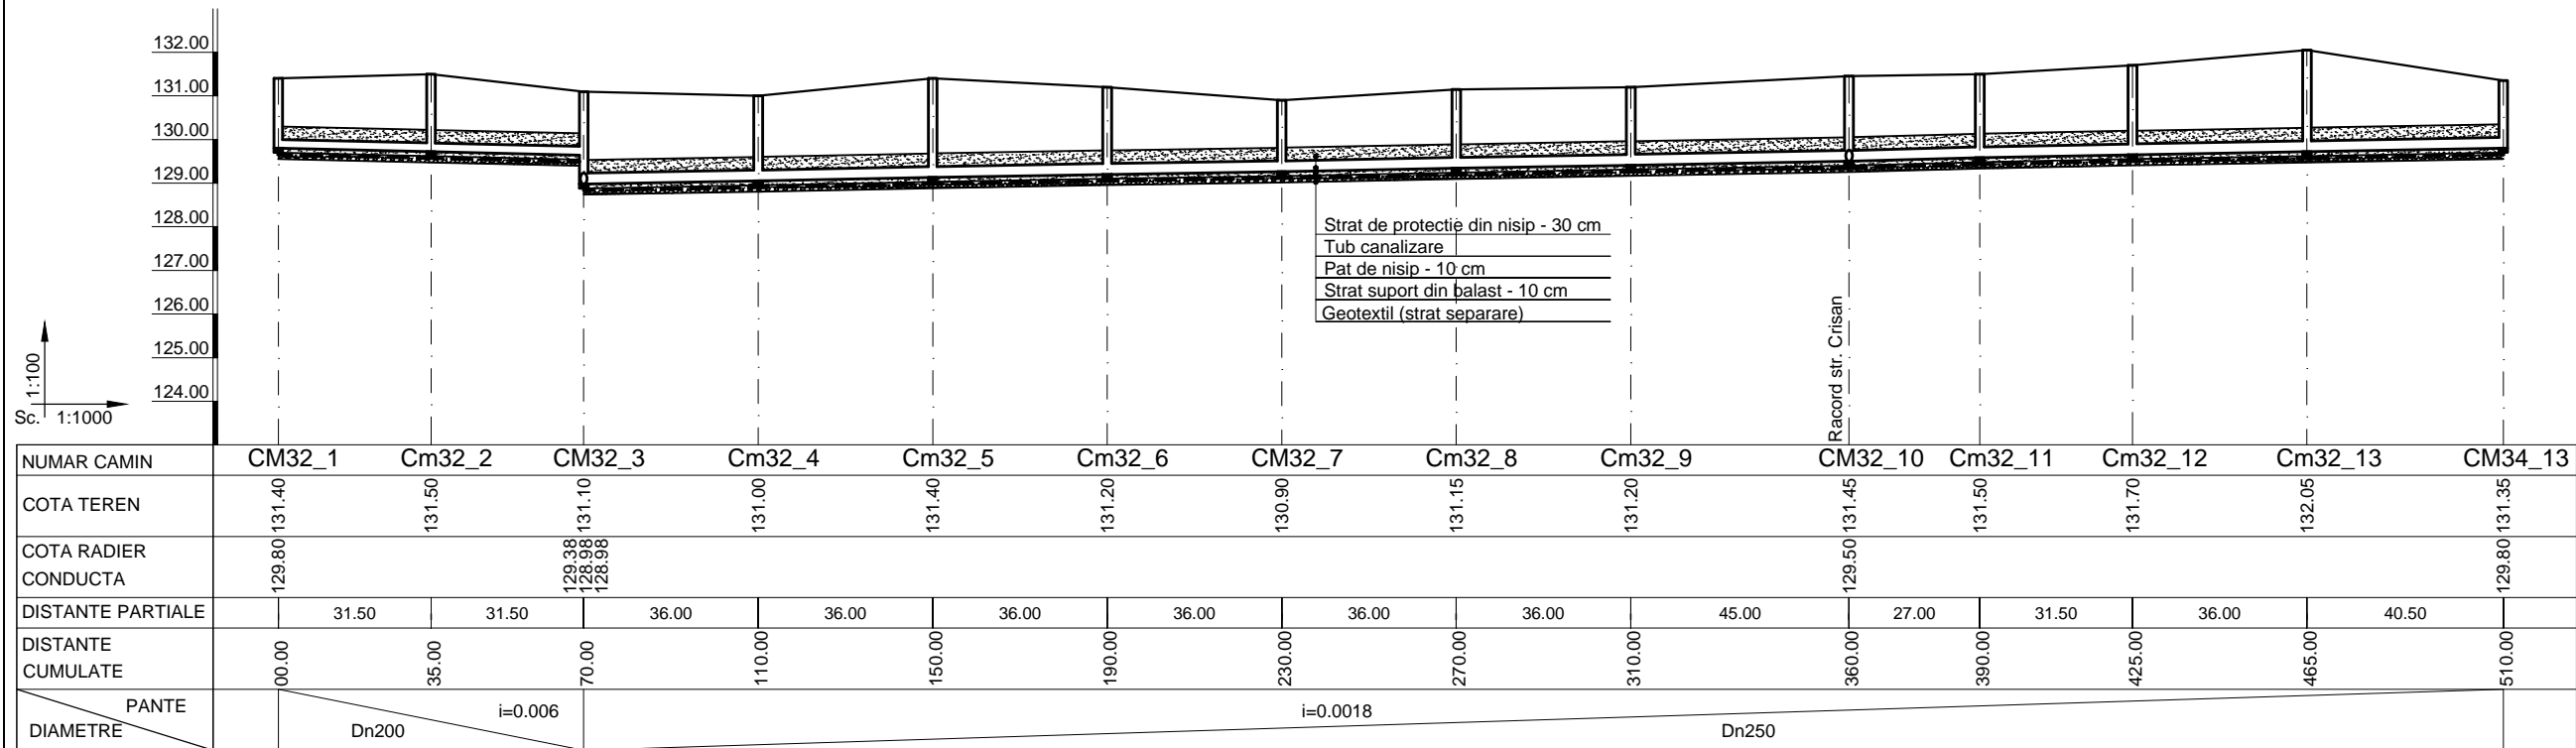 132.00
131.00
130.00
129.00
128.00
127.00
126.00
125.00
124.00
1:100
Sc. 1:1000
Strat de protectie din nisip - 30 cm
Tub canalizare
Pat de nisip - 10 cm
Strat suport din balast - 10 cm
Geotextil (strat separare)
Racord str. Crisan
NUMAR CAMIN CM32_1 Cm32_2 CM32_3 Cm32_4 Cm32_5 Cm32_6 CM32_7 Cm32_8 Cm32_9 CM32_10 Cm32_11 Cm32_12 Cm32_13 CM34_13
COTA TEREN 131.40 131.50 131.10 131.00 131.40 131.20 130.90 131.15 131.20 131.45 131.50 131.70 132.05 131.35
COTA RADIER
CONDUCTA 129.80 129.38 128.98 128.98 129.50 129.80
DISTANTE PARTIALE 31.50 31.50 36.00 36.00 36.00 36.00 36.00 36.00 45.00 27.00 31.50 36.00 40.50
DISTANTE
CUMULATE 00.00 35.00 70.00 110.00 150.00 190.00 230.00 270.00 310.00 360.00 390.00 425.00 465.00 510.00
PANTE i=0.006 i=0.0018
DIAMETRE Dn200 Dn250